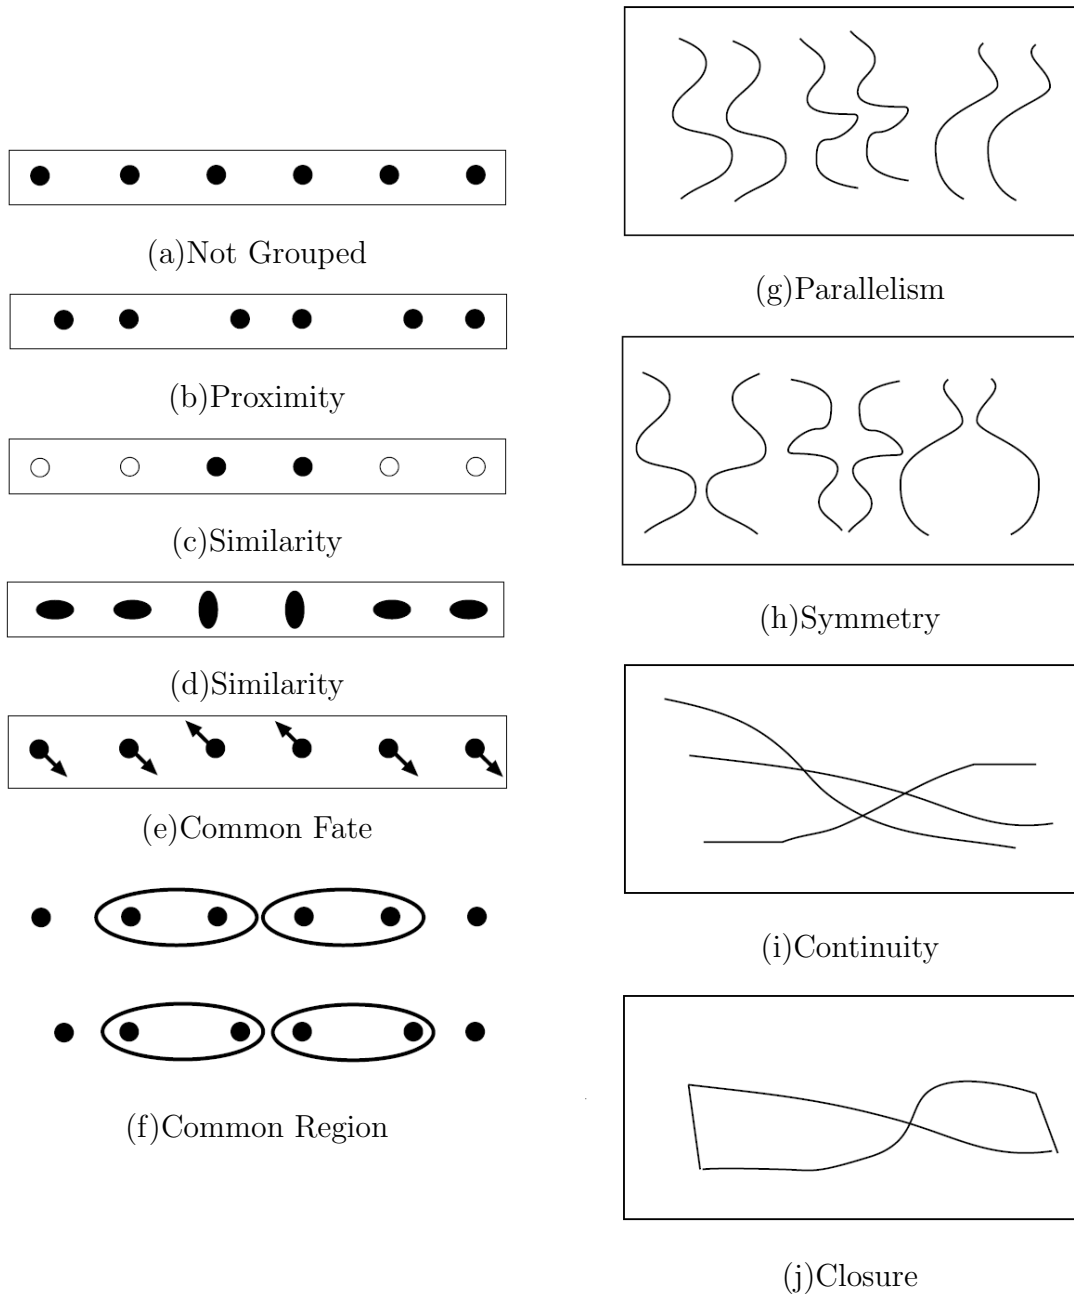 (a)Not Grouped
(b)Proximity
(c)Similarity
(d)Similarity
(e)Common Fate
(f)Common Region
(g)Parallelism
(h)Symmetry
(i)Continuity
(j)Closure